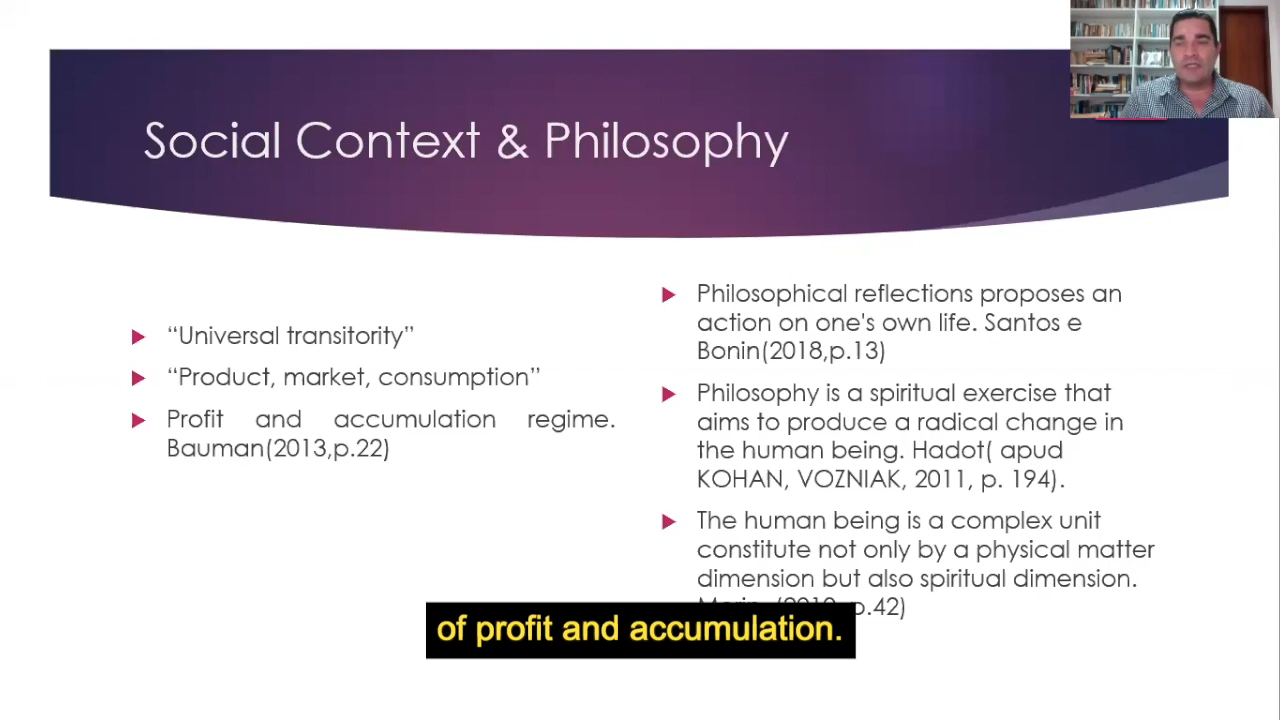 Social Context & Philosophy
“Universal transitority”
“Product, market, consumption”
Profit and accumulation regime.
Bauman(2013,p.22)
Philosophical reflections proposes an
action on one's own life. Santos e
Bonin(2018,p.13)
Philosophy is a spiritual exercise that
aims to produce a radical change in
the human being. Hadot( apud
KOHAN, VOZNIAK, 2011, p. 194).
The human being is a complex unit
constitute not only by a physical matter
dimension but also spiritual dimension.
p.42)
of profit and accumulation.